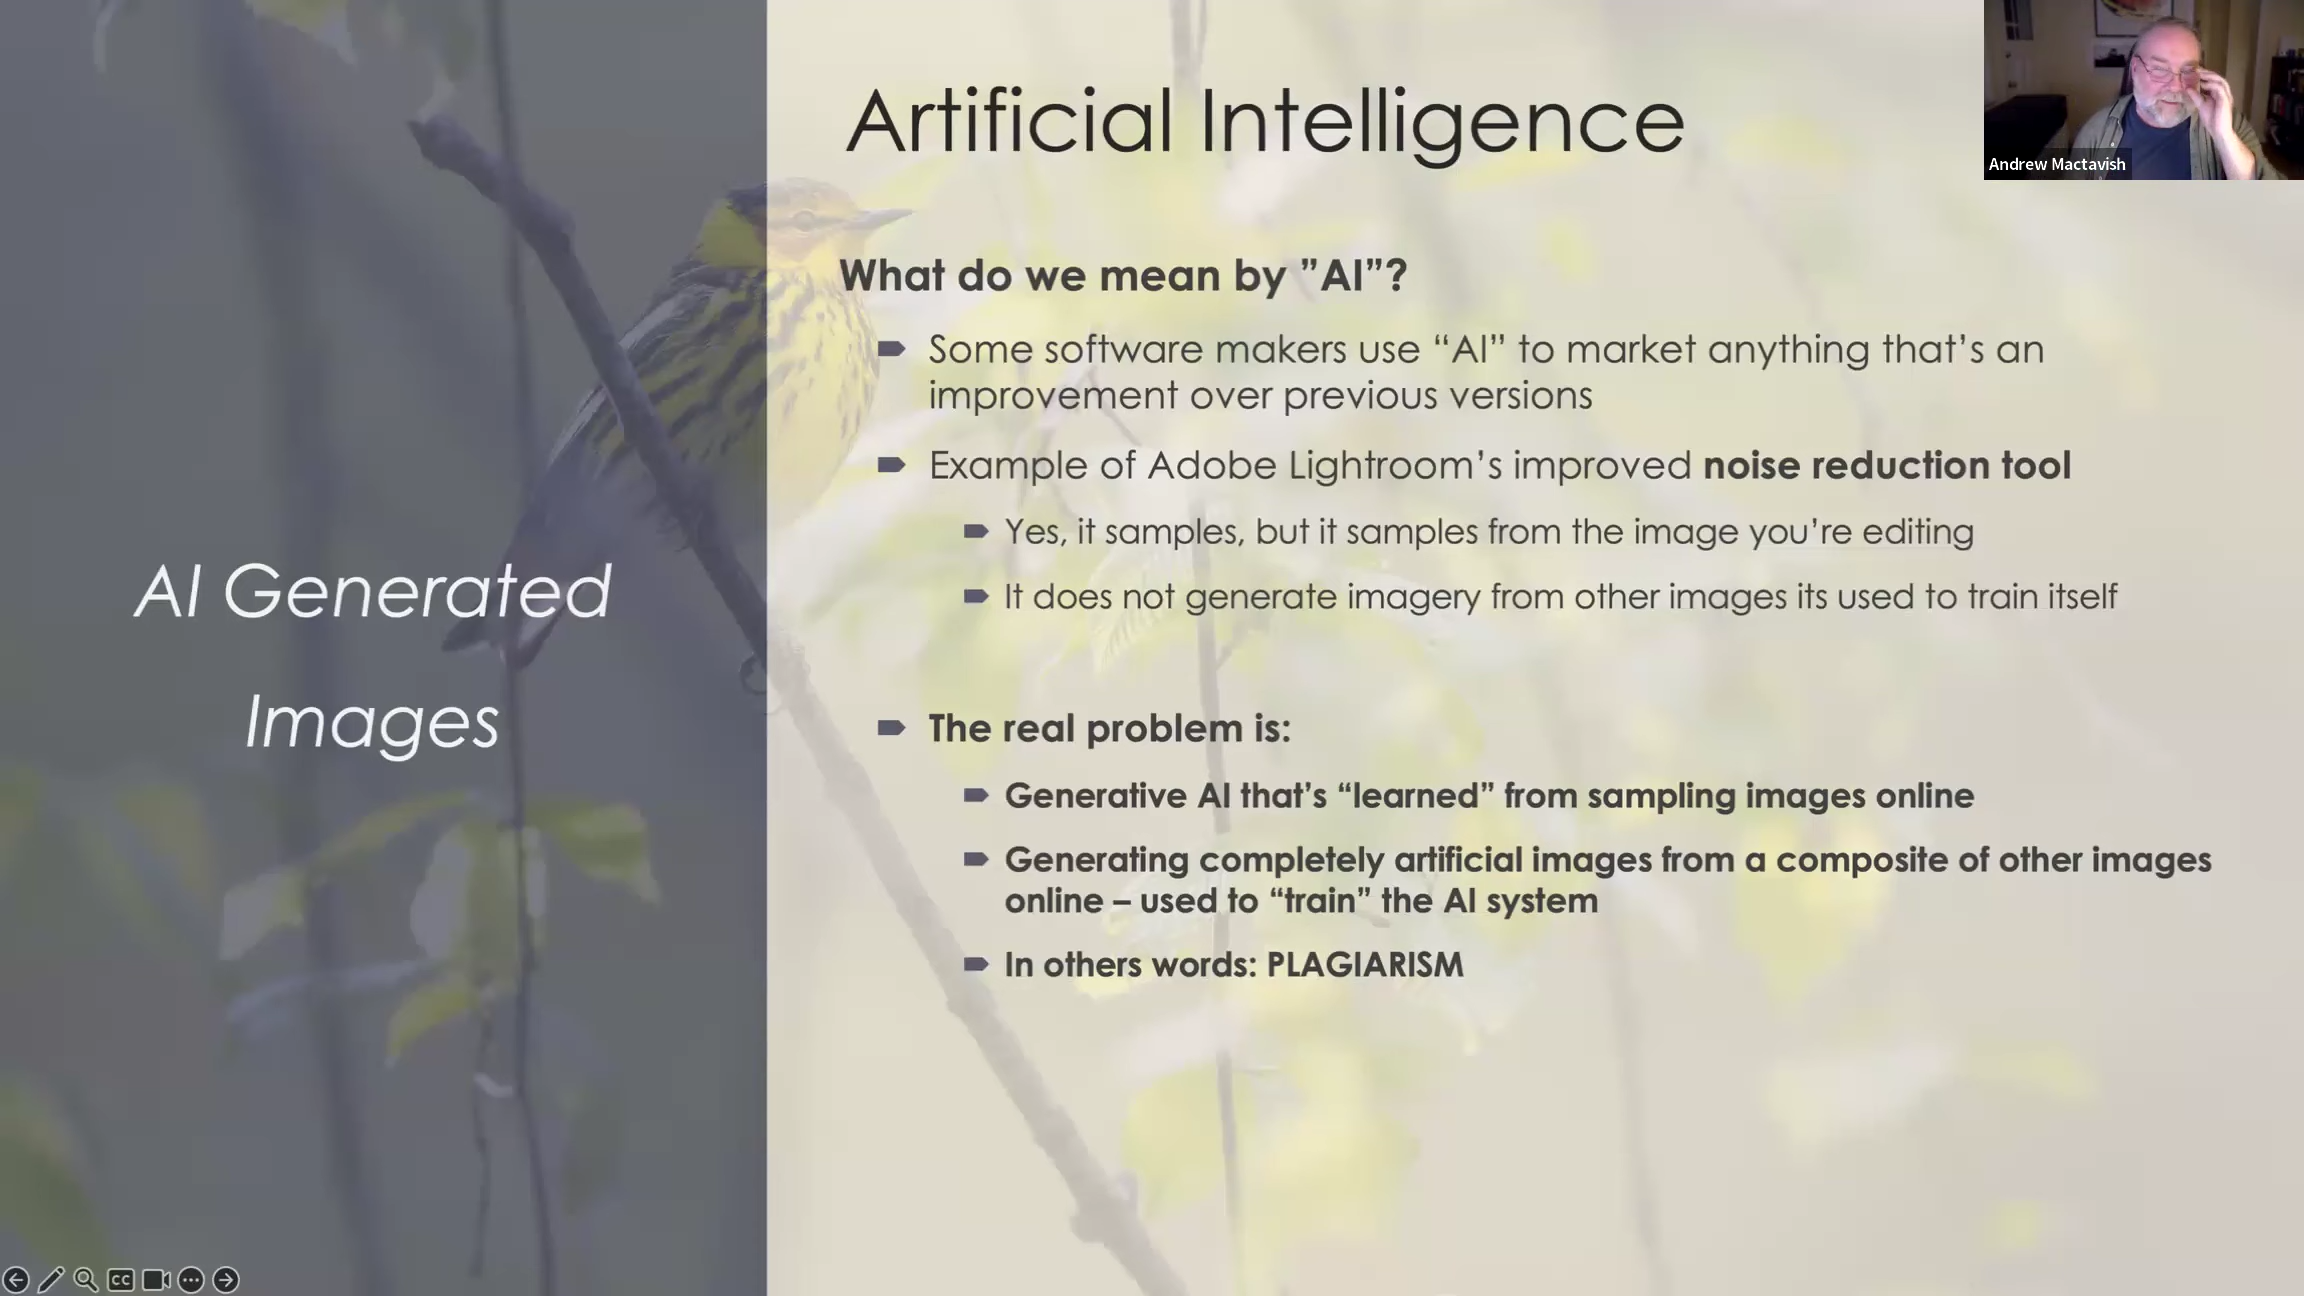 Artificial Intelligence
Andrew Mactavish
What do we mean by ”AI”?
Some software makers use “AI” to market anything that’s an
improvement over previous versions
Example of Adobe Lightroom’s improved noise reduction tool
Yes, it samples, but it samples from the image you’re editing
It does not generate imagery from other images its used to train itself
The real problem is:
Generative AI that’s “learned” from sampling images online
Generating completely artificial images from a composite of other images
online – used to “train” the AI system
In others words: PLAGIARISM
AI Generated
Images
CC